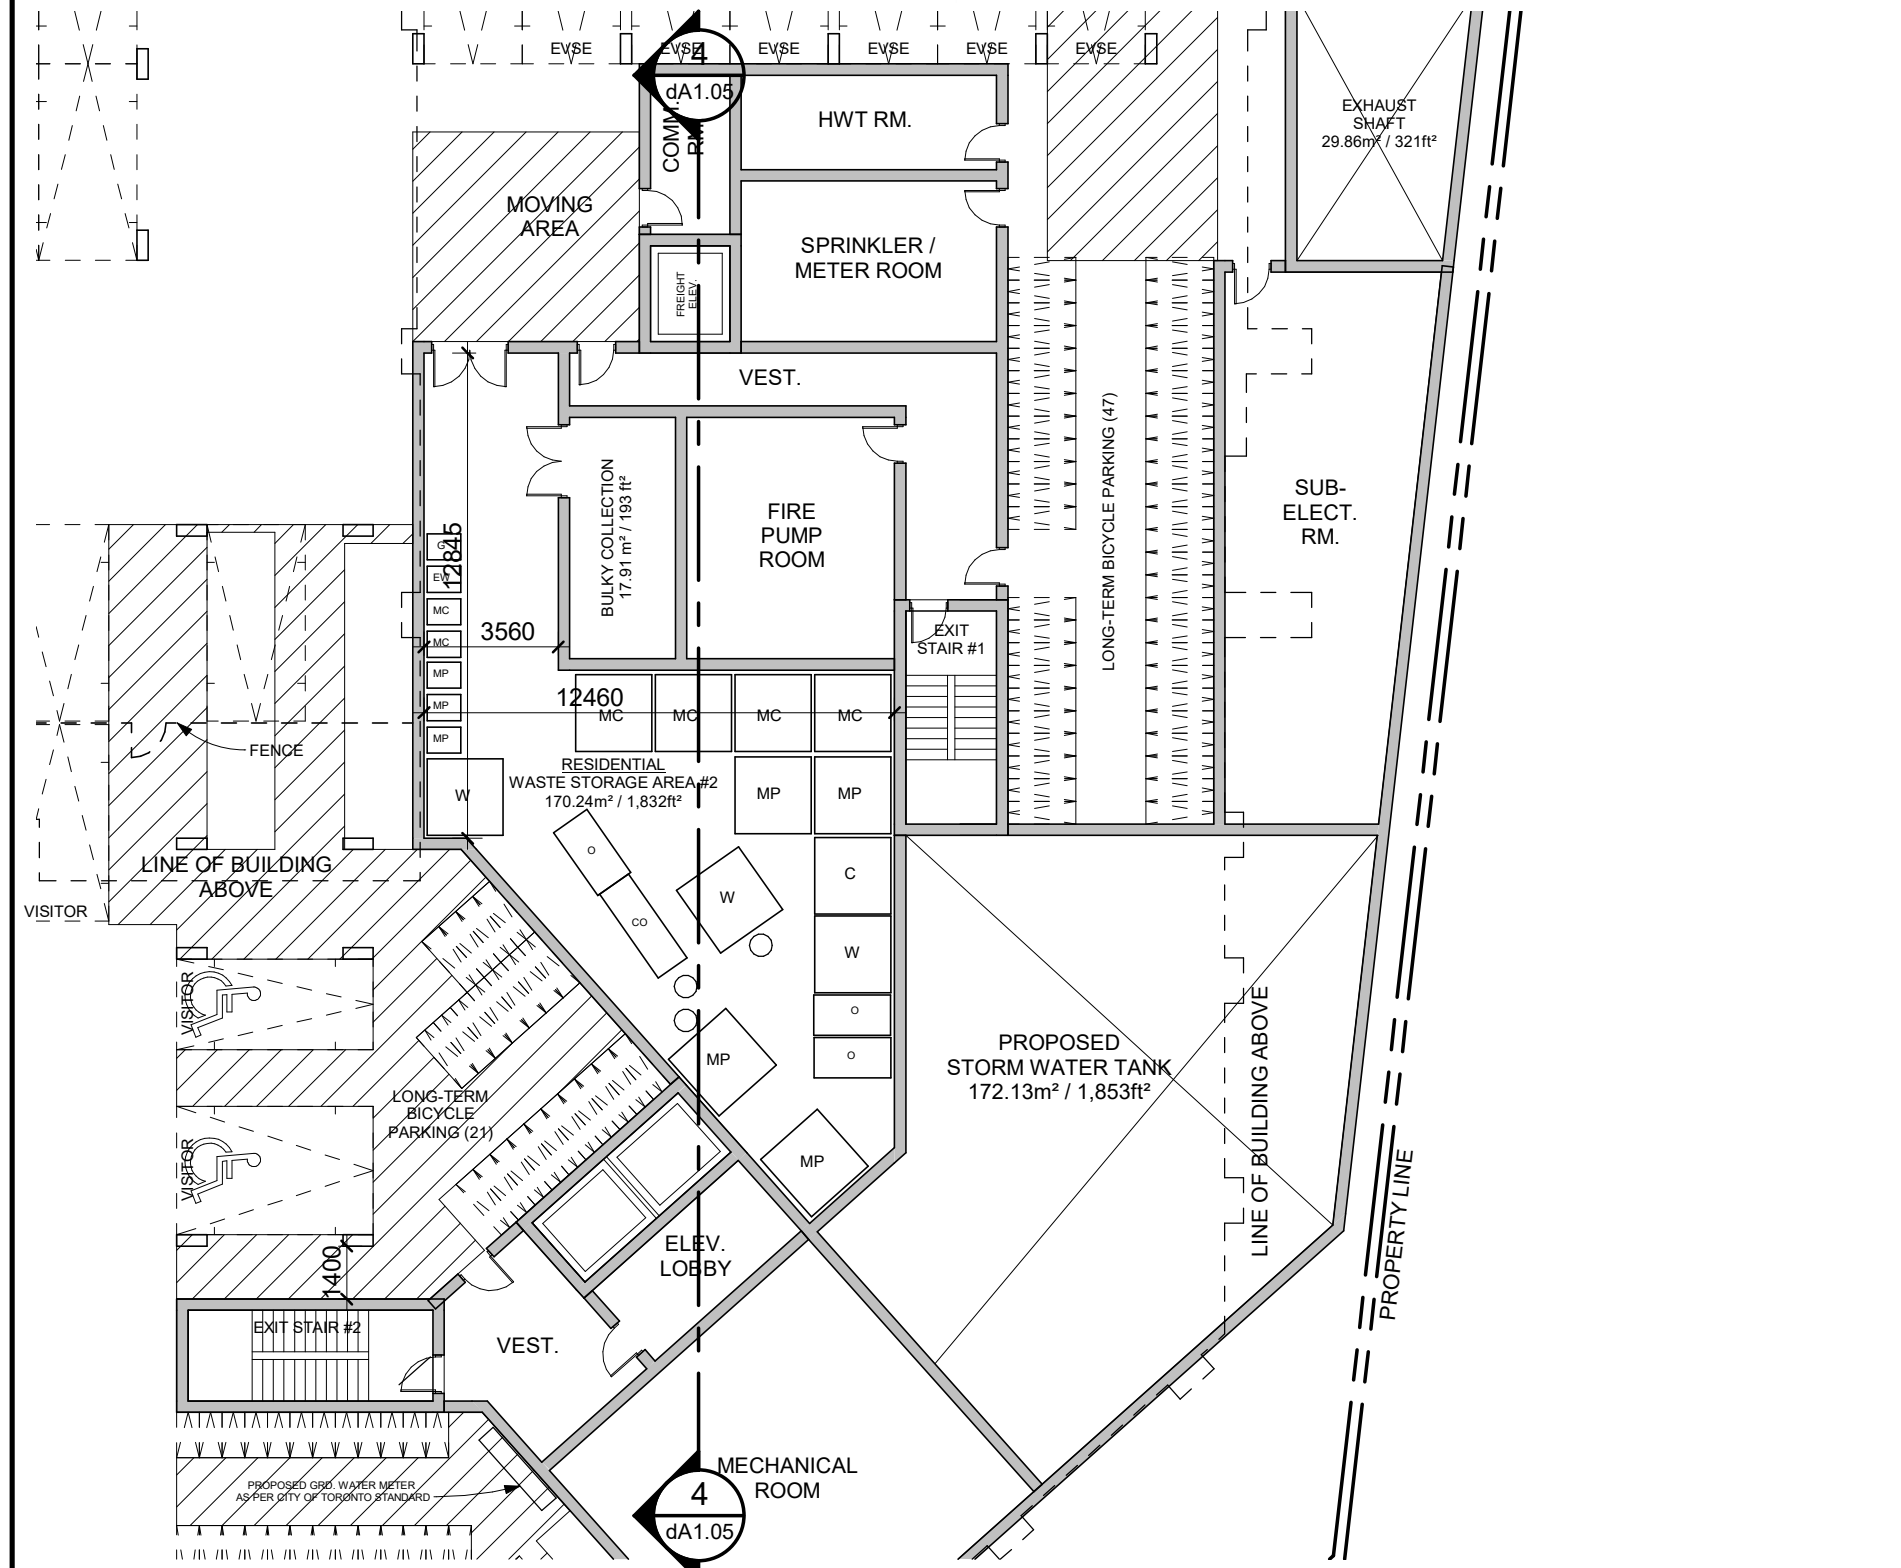 EVSE
EVSE
EVSE
EVSE
EVSE
EVSE
4
dA1.05
COMM.
RM.
HWT RM.
EXHAUST
SHAFT
29.86m² / 321ft²
MOVING
AREA
SPRINKLER /
METER ROOM
FREIGHT
ELEV.
VEST.
LONG-TERM BICYCLE PARKING (47)
BULKY COLLECTION
17.91 m² / 193 ft²
FIRE
PUMP
ROOM
SUB-
ELECT.
RM.
G
12845
EW
MC
MC
MP
MP
MP
3560
EXIT
STAIR #1
12460
MC
MC
MC
MC
FENCE
RESIDENTIAL
WASTE STORAGE AREA #2
170.24m² / 1,832ft²
W
MP
MP
LINE OF BUILDING
ABOVE
VISITOR
O
CO
W
C
W
O
O
VISITOR
MP
MP
PROPOSED
STORM WATER TANK
172.13m² / 1,853ft²
LINE OF BUILDING ABOVE
LONG-TERM
BICYCLE
PARKING (21)
VISITOR
PROPERTY LINE
1400
ELEV.
LOBBY
EXIT STAIR #2
VEST.
MECHANICAL
ROOM
PROPOSED GRD. WATER METER
AS PER CITY OF TORONTO STANDARD
4
dA1.05